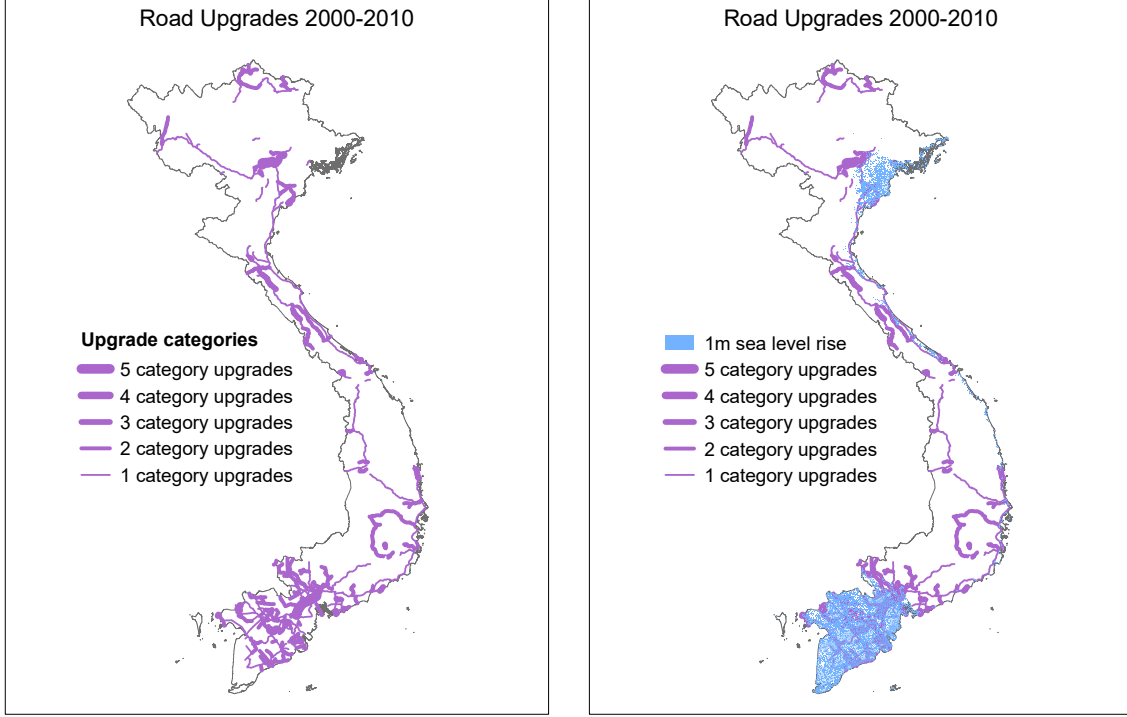 Road Upgrades 2000-2010
Upgrade categories
5 category upgrades
4 category upgrades
3 category upgrades
2 category upgrades
1 category upgrades
Road Upgrades 2000-2010
1m sea level rise
5 category upgrades
4 category upgrades
3 category upgrades
2 category upgrades
1 category upgrades